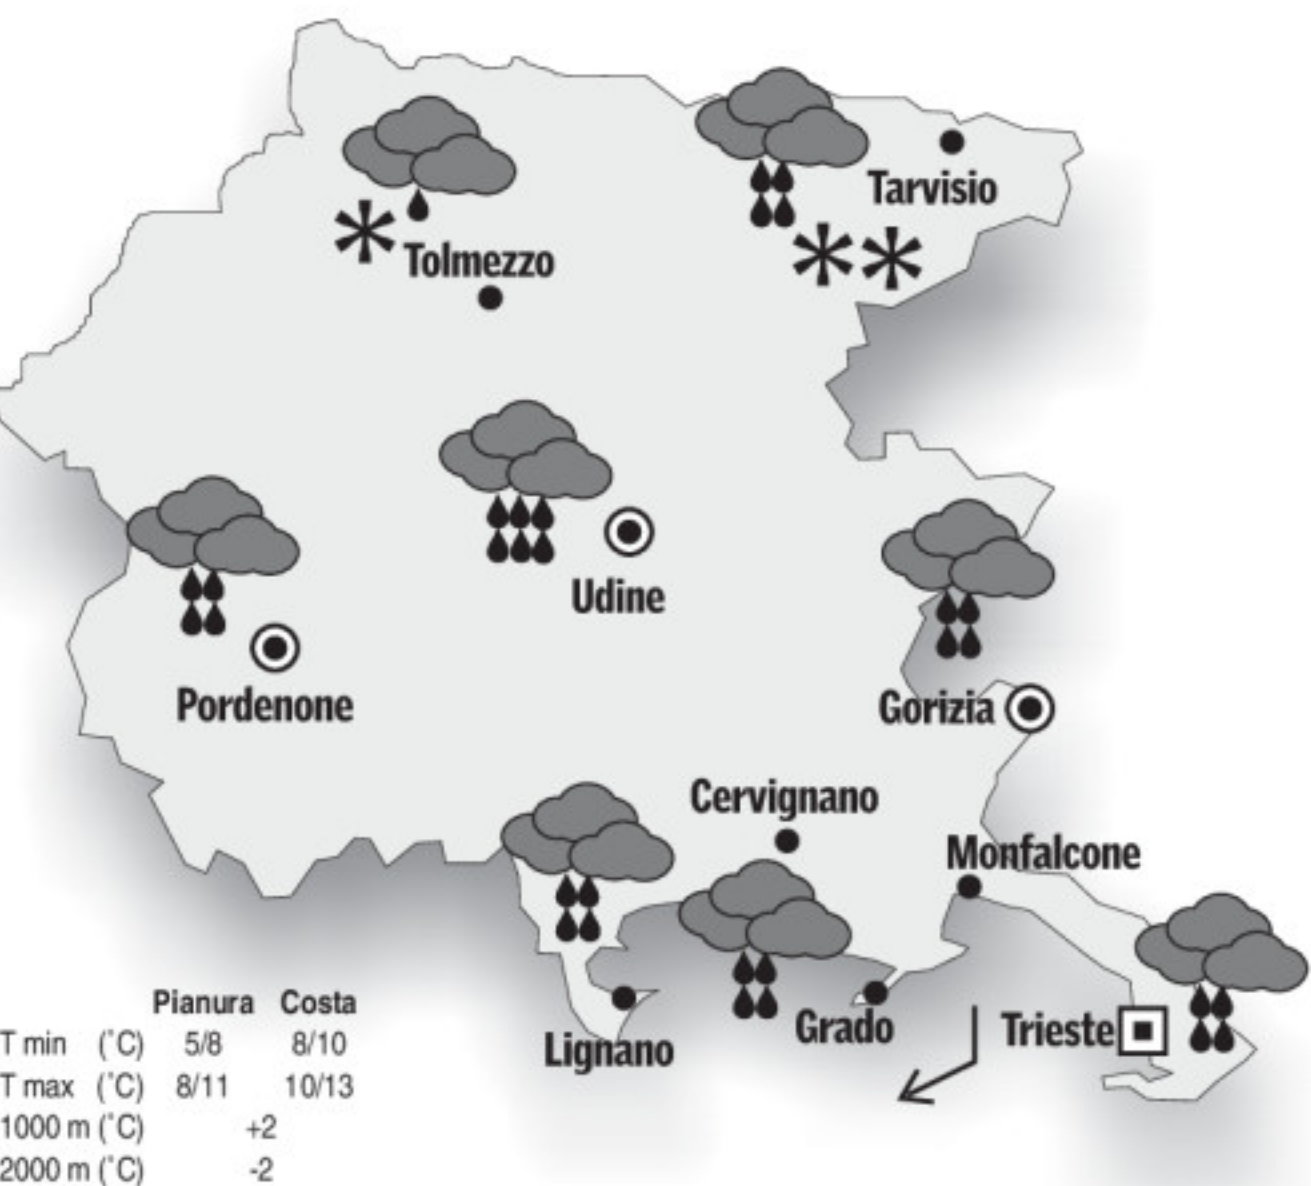 Tarvisio
Tolmezzo
Udine
Pordenone
Gorizia
Cervignano
Monfalcone
Grado
Trieste
Lignano
Pianura Costa
T min (°C) 5/8 8/10
T max (°C) 8/11 10/13
1000 m (°C) +2
2000 m (°C) -2